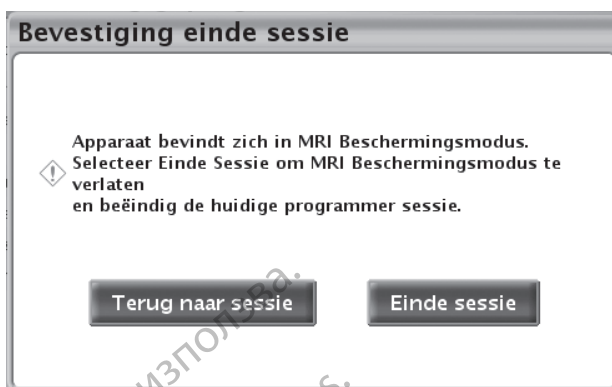 Bevestiging einde sessie
Apparaat bevindt zich in MRI Beschermingsmodus.
Selecteer Einde Sessie om MRI Beschermingsmodus te
verlaten
en beëindig de huidige programmer sessie.
Terug naar sessie
Einde sessie
използва.